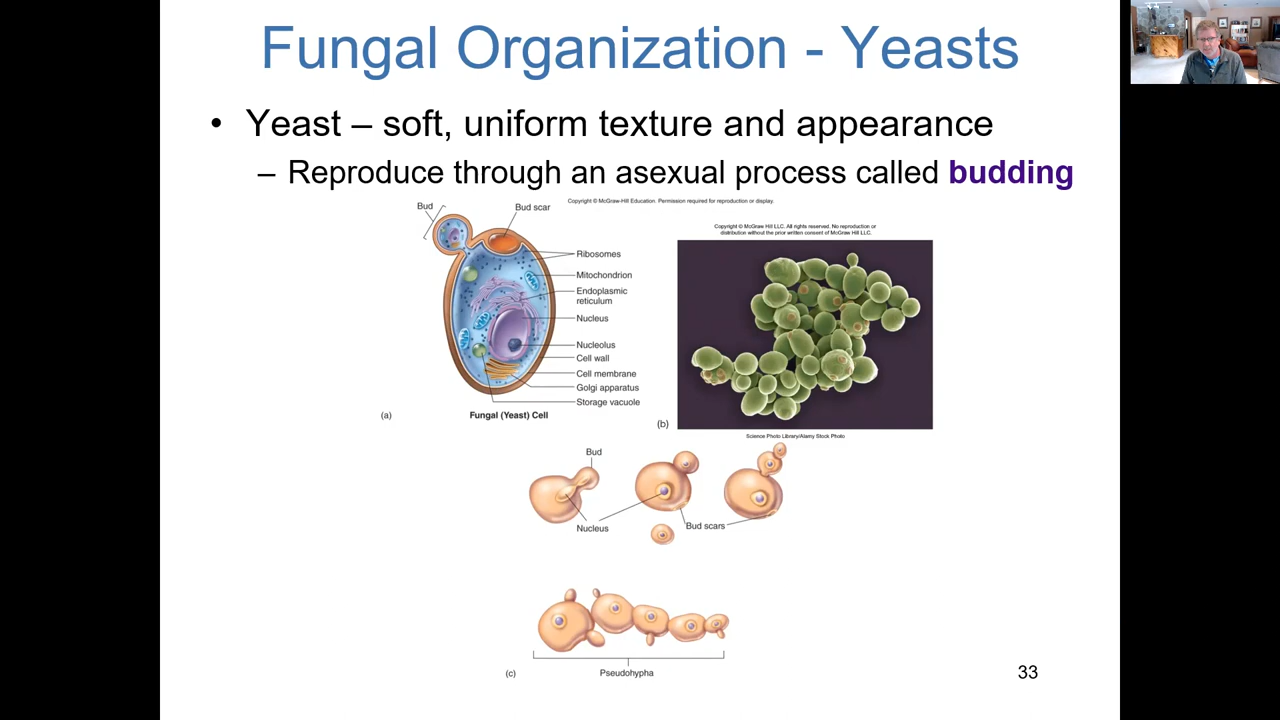 Fungal Organization - Yeasts
• Yeast – soft, uniform texture and appearance
– Reproduce through an asexual process called budding
Copyright © McGraw-Hill Education. Permission required for reproduction or display.
Bud
Bud scar
Ribosomes
Mitochondrion
Endoplasmic
reticulum
Nucleus
Nucleolus
Cell wall
Cell membrane
Golgi apparatus
Storage vacuole
(a)
Fungal (Yeast) Cell
Copyright © McGraw Hill LLC. All rights reserved. No reproduction or
distribution without the prior written consent of McGraw Hill LLC.
(b)
Science Photo Library/Alamy Stock Photo
Bud
Nucleus
Bud scars
(c)
Pseudohypha
33